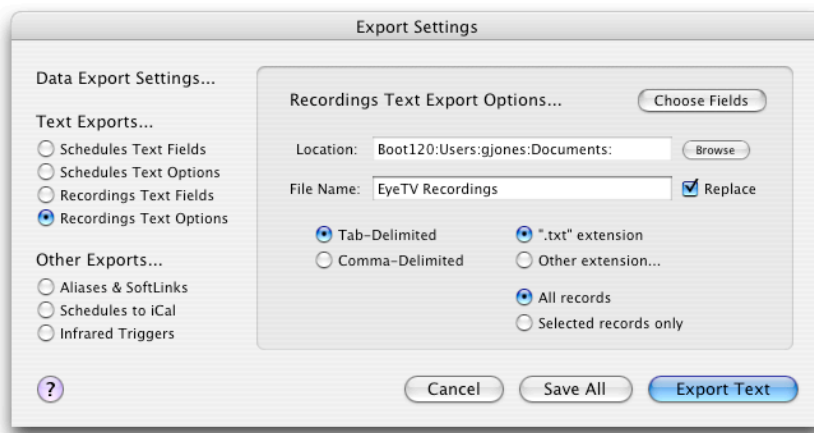 Export Settings
Data Export Settings...
Text Exports...
Schedules Text Fields
Schedules Text Options
Recordings Text Fields
Recordings Text Options
Other Exports...
Aliases & SoftLinks
Schedules to iCal
Infrared Triggers
Recordings Text Export Options...
Choose Fields
Location: Boot120:Users:gjones:Documents: Browse
File Name: EyeTV Recordings Replace
Tab-Delimited
Comma-Delimited
".txt" extension
Other extension...
All records
Selected records only
?
Cancel
Save All
Export Text